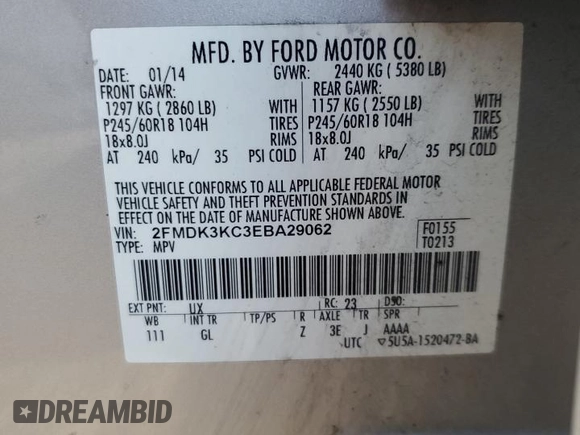 MFD. BY FORD MOTOR CO.
DATE: 01/14 GVWR: 2440 KG ( 5380 LB)
FRONT GAWR: REAR GAWR:
1297 KG ( 2860 LB) WITH 1157 KG ( 2550 LB) WITH
P245/60R18 104H TIRES P245/60R18 104H TIRES
18x8.0J RIMS 18x8.0J RIMS
AT 240 kPa/ 35 PSI COLD AT 240 kPa/ 35 PSI COLD
THIS VEHICLE CONFORMS TO ALL APPLICABLE FEDERAL MOTOR
VEHICLE SAFETY AND THEFT PREVENTION STANDARDS IN
EFFECT ON THE DATE OF MANUFACTURE SHOWN ABOVE.
VIN: 2FMDK3KC3EBA29062 F0155
TYPE: MPV T0213
EXT PNT: UX RC: 23 DSO:
WB INT TR TP/PS R AXLE TR SPR
111 GL Z 3E J AAAA
UTC ▽5U5A-1520472-BA
DREAMBID